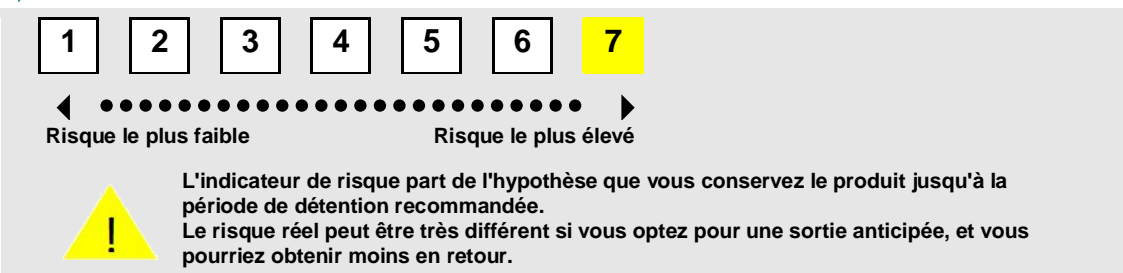 1 2 3 4 5 6 7
Risque le plus faible Risque le plus élevé
L'indicateur de risque part de l'hypothèse que vous conservez le produit jusqu'à la
période de détention recommandée.
! Le risque réel peut être très différent si vous optez pour une sortie anticipée, et vous
pourriez obtenir moins en retour.